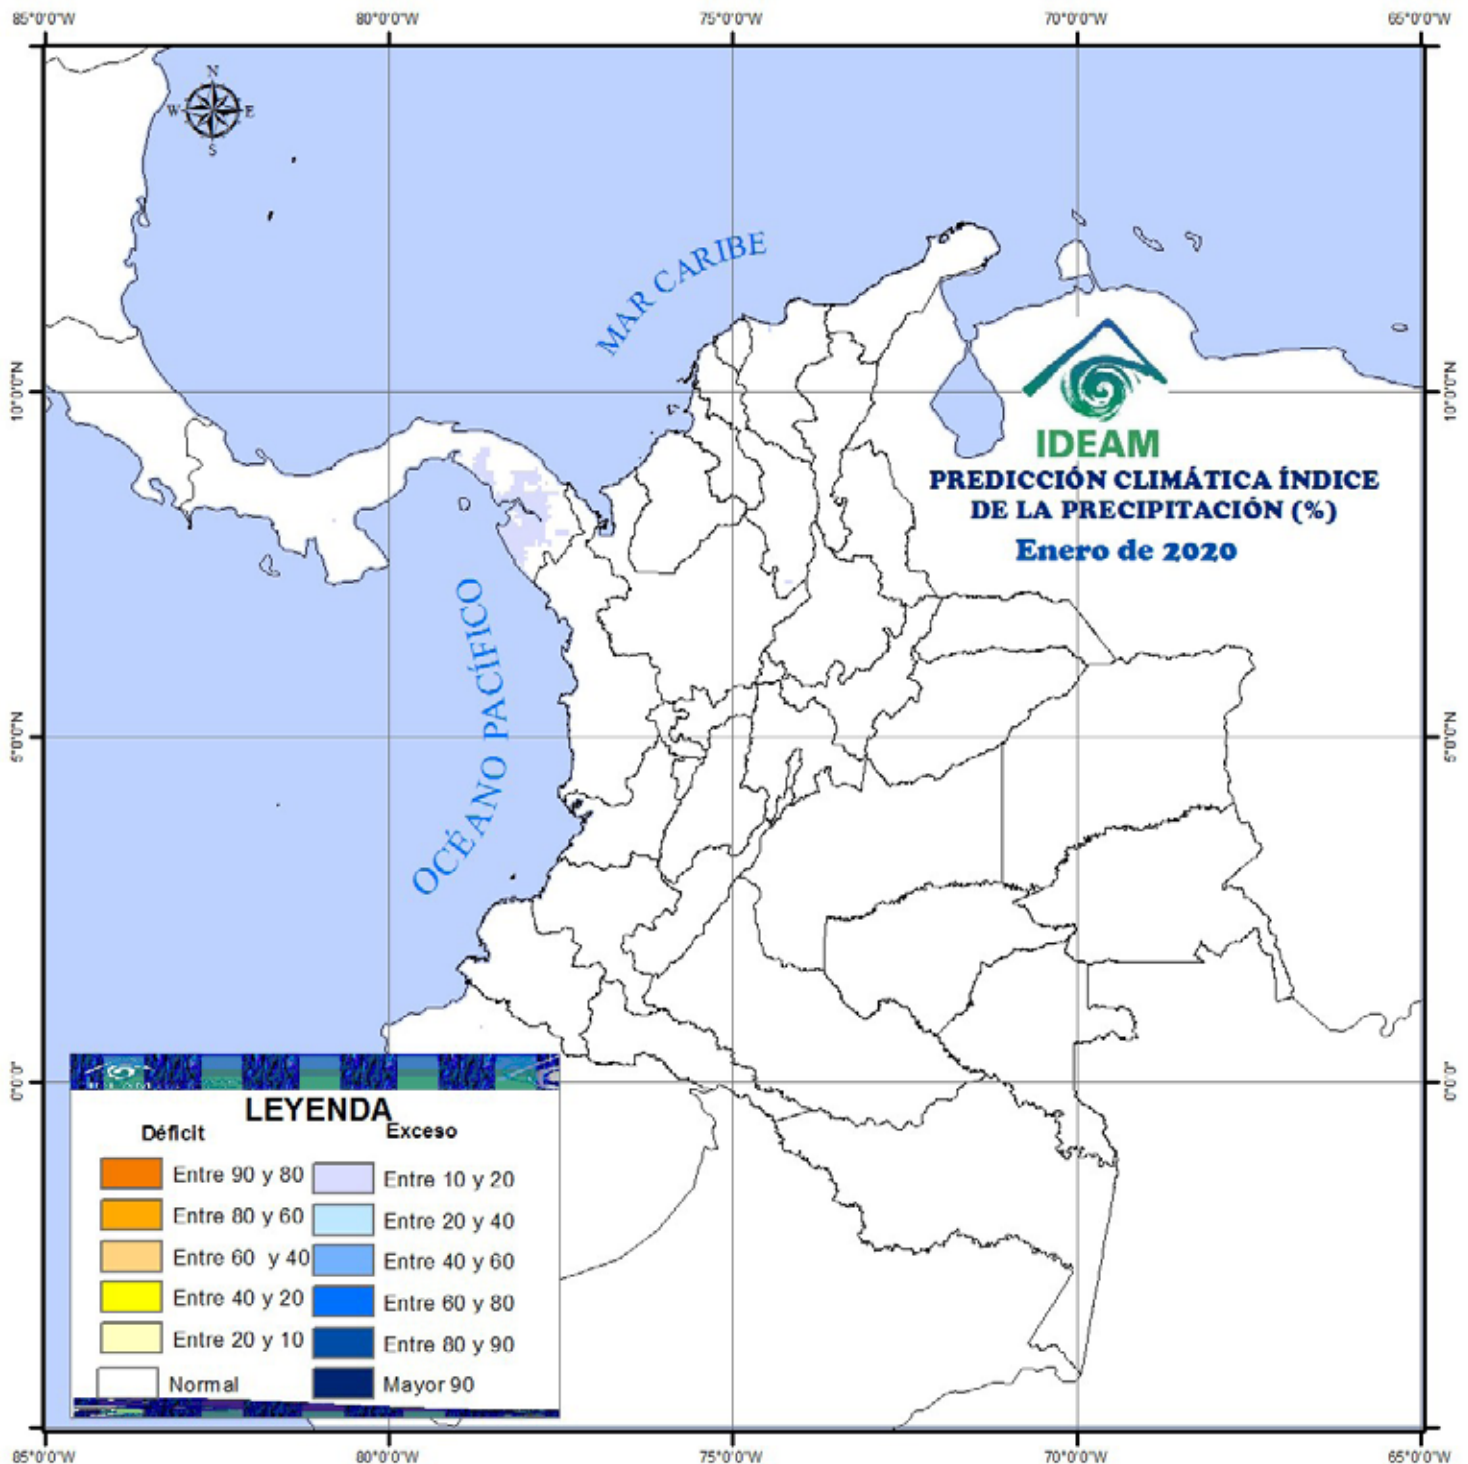 85°0'0"W 80°0'0"W 75°0'0"W 70°0'0"W 65°0'0"W
N
W E
S
MAR CARIBE
10°0'0"N 10°0'0"N
IDEAM
PREDICCIÓN CLIMÁTICA ÍNDICE
DE LA PRECIPITACIÓN (%)
Enero de 2020
OCÉANO PACÍFICO
5°0'0"N 5°0'0"N
0°0'0" 0°0'0"
LEYENDA
Déficit Exceso
Entre 90 y 80 Entre 10 y 20
Entre 80 y 60 Entre 20 y 40
Entre 60 y 40 Entre 40 y 60
Entre 40 y 20 Entre 60 y 80
Entre 20 y 10 Entre 80 y 90
Normal Mayor 90
85°0'0"W 80°0'0"W 75°0'0"W 70°0'0"W 65°0'0"W